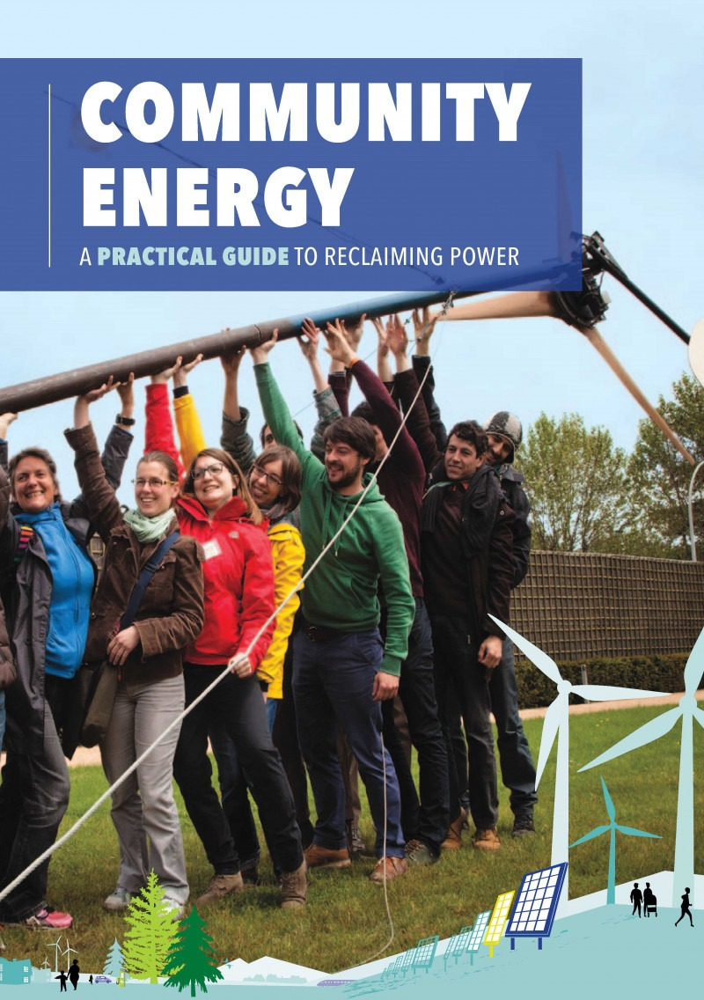 COMMUNITY
ENERGY
A PRACTICAL GUIDE TO RECLAIMING POWER